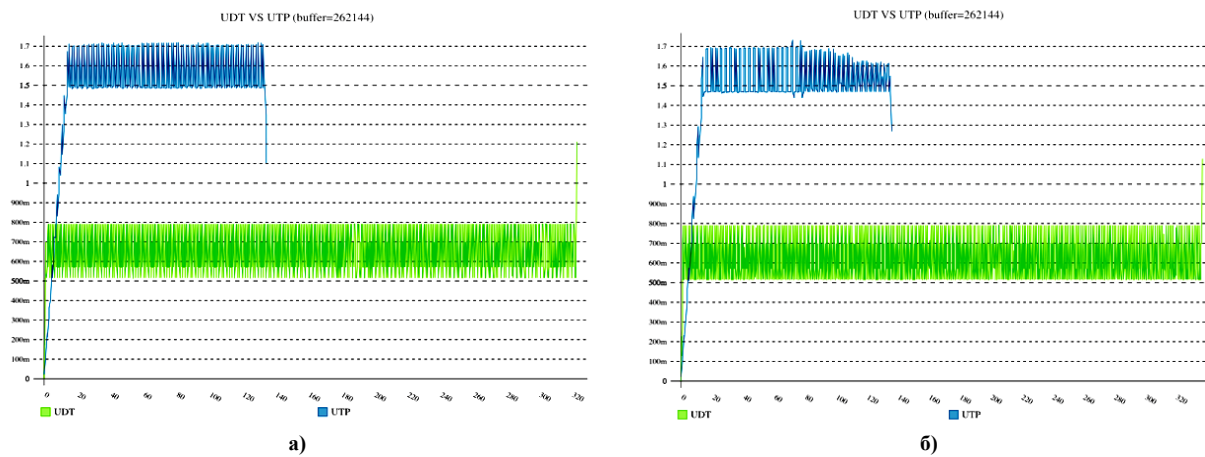 UDT VS UTP (buffer=262144)
1.7
1.6
1.5
1.4
1.3
1.2
1.1
1
900m
800m
700m
600m
500m
400m
300m
200m
100m
0
0 20 40 60 80 100 120 140 160 180 200 220 240 260 280 300 320
UDT UTP
а)
UDT VS UTP (buffer=262144)
1.7
1.6
1.5
1.4
1.3
1.2
1.1
1
900m
800m
700m
600m
500m
400m
300m
200m
100m
0
0 20 40 60 80 100 120 140 160 180 200 220 240 260 280 300 320
UDT UTP
б)